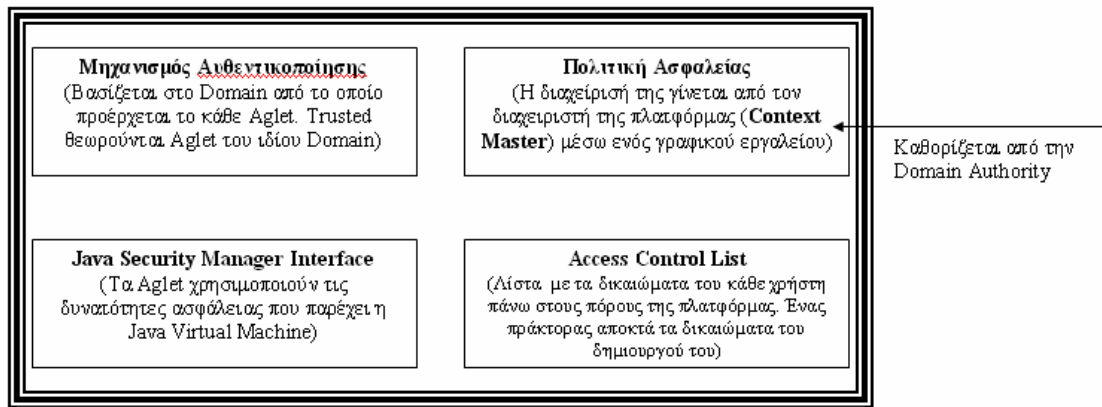 Μηχανισμός Αυθεντικοποίησης
(Βασίζεται στο Domain από το οποίο
προέρχεται το κάθε Aglet. Trusted
θεωρούνται Aglet του ιδίου Domain)
Πολιτική Ασφαλείας
(Η διαχείρισή της γίνεται από τον
διαχειριστή της πλατφόρμας (Context
Master) μέσω ενός γραφικού εργαλείου)
Καθορίζεται από την
Domain Authority
Java Security Manager Interface
(Τα Aglet χρησιμοποιούν τις
δυνατότητες ασφάλειας που παρέχει η
Java Virtual Machine)
Access Control List
(Λίστα με τα δικαιώματα του κάθε χρήστη
πάνω στους πόρους της πλατφόρμας. Ένας
πράκτορας αποκτά τα δικαιώματα του
δημιουργού του)